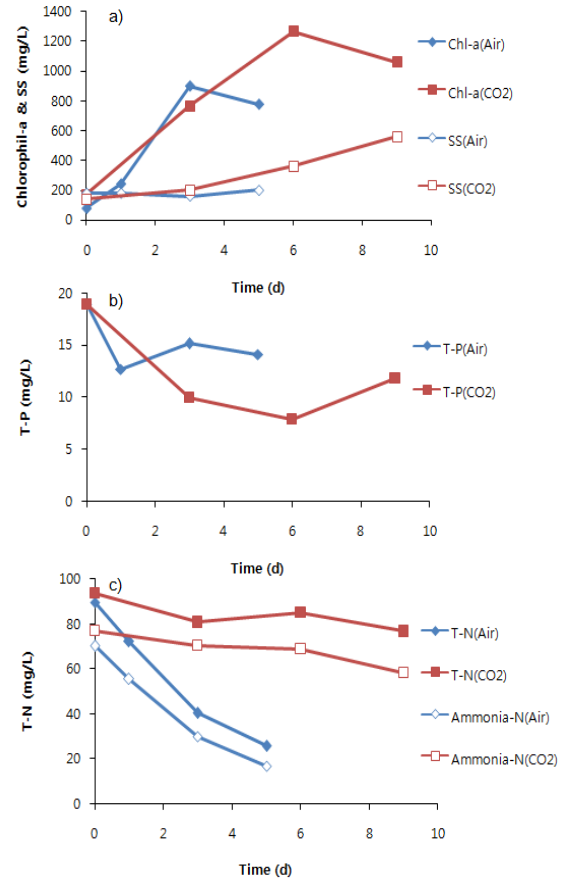 a)
Chlorophil-a & SS (mg/L)
1400
1200
1000
800
600
400
200
0
0 2 4 6 8 10
Time (d)
Chl-a(Air)
Chl-a(CO2)
SS(Air)
SS(CO2)
b)
T-P (mg/L)
20
15
10
5
0
0 2 4 6 8 10
Time (d)
T-P(Air)
T-P(CO2)
c)
T-N (mg/L)
100
80
60
40
20
0
0 2 4 6 8 10
Time (d)
T-N(Air)
T-N(CO2)
Ammonia-N(Air)
Ammonia-N(CO2)